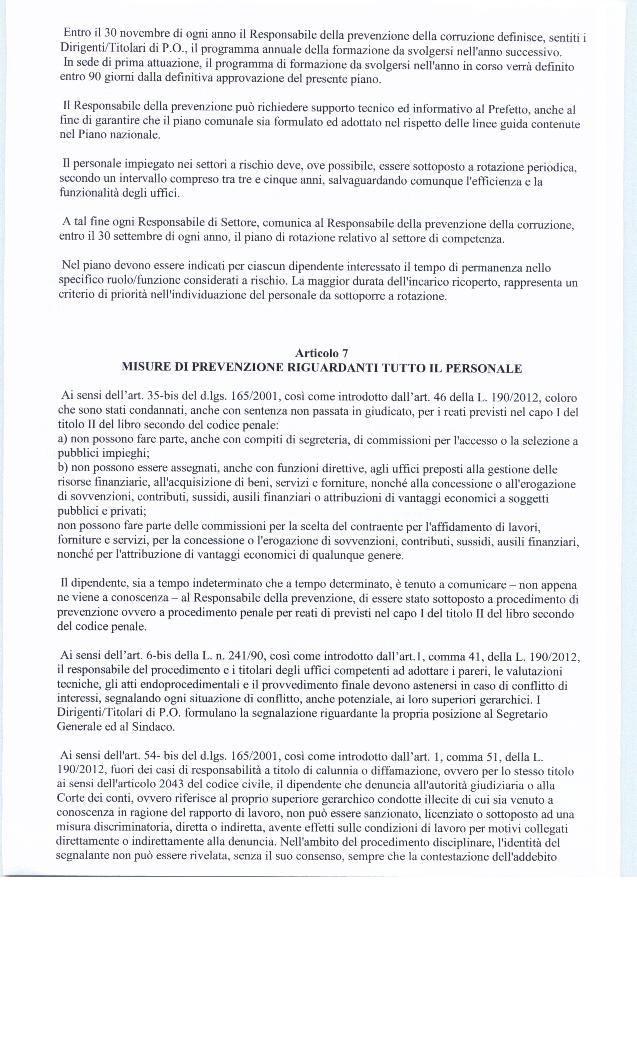 Entro il 30 novembre di ogni anno il Responsabile della prevenzione della corruzione definisce, sentiti i
Dirigenti/Titolari di P.O., il programma annuale della formazione da svolgersi nell'anno successivo.
In sede di prima attuazione, il programma di formazione da svolgersi nell'anno in corso verrà definito
entro 90 giorni dalla definitiva approvazione del presente piano.
Il Responsabile della prevenzione può richiedere supporto tecnico ed informativo al Prefetto, anche al
fine di garantire che il piano comunale sia formulato ed adottato nel rispetto delle linee guida contenute
nel Piano nazionale.
Il personale impiegato nei settori a rischio deve, ove possibile, essere sottoposto a rotazione periodica,
secondo un intervallo compreso tra tre e cinque anni, salvaguardando comunque l'efficienza e la
funzionalità degli uffici.
A tal fine ogni Responsabile di Settore, comunica al Responsabile della prevenzione della corruzione,
entro il 30 settembre di ogni anno, il piano di rotazione relativo al settore di competenza.
Nel piano devono essere indicati per ciascun dipendente interessato il tempo di permanenza nello
specifico ruolo/funzione considerati a rischio. La maggior durata dell'incarico ricoperto, rappresenta un
criterio di priorità nell'individuazione del personale da sottoporre a rotazione.
Articolo 7
MISURE DI PREVENZIONE RIGUARDANTI TUTTO IL PERSONALE
Ai sensi dell'art. 35-bis del d.lgs. 165/2001, così come introdotto dall'art. 46 della L. 190/2012, coloro
che sono stati condannati, anche con sentenza non passata in giudicato, per i reati previsti nel capo I del
titolo II del libro secondo del codice penale:
a) non possono fare parte, anche con compiti di segreteria, di commissioni per l'accesso o la selezione a
pubblici impieghi;
b) non possono essere assegnati, anche con funzioni direttive, agli uffici preposti alla gestione delle
risorse finanziarie, all'acquisizione di beni, servizi e forniture, nonché alla concessione o all'erogazione
di sovvenzioni, contributi, sussidi, ausili finanziari o attribuzioni di vantaggi economici a soggetti
pubblici e privati;
non possono fare parte delle commissioni per la scelta del contraente per l'affidamento di lavori,
forniture e servizi, per la concessione o l'erogazione di sovvenzioni, contributi, sussidi, ausili finanziari,
nonché per l'attribuzione di vantaggi economici di qualunque genere.
Il dipendente, sia a tempo indeterminato che a tempo determinato, è tenuto a comunicare – non appena
ne viene a conoscenza – al Responsabile della prevenzione, di essere stato sottoposto a procedimento di
prevenzione ovvero a procedimento penale per reati di previsti nel capo I del titolo II del libro secondo
del codice penale.
Ai sensi dell'art. 6-bis della L. n. 241/90, così come introdotto dall'art.1, comma 41, della L. 190/2012,
il responsabile del procedimento e i titolari degli uffici competenti ad adottare i pareri, le valutazioni
tecniche, gli atti endoprocedimentali e il provvedimento finale devono astenersi in caso di conflitto di
interessi, segnalando ogni situazione di conflitto, anche potenziale, ai loro superiori gerarchici. I
Dirigenti/Titolari di P.O. formulano la segnalazione riguardante la propria posizione al Segretario
Generale ed al Sindaco.
Ai sensi dell'art. 54- bis del d.lgs. 165/2001, così come introdotto dall'art. 1, comma 51, della L.
190/2012, fuori dei casi di responsabilità a titolo di calunnia o diffamazione, ovvero per lo stesso titolo
ai sensi dell'articolo 2043 del codice civile, il dipendente che denuncia all'autorità giudiziaria o alla
Corte dei conti, ovvero riferisce al proprio superiore gerarchico condotte illecite di cui sia venuto a
conoscenza in ragione del rapporto di lavoro, non può essere sanzionato, licenziato o sottoposto ad una
misura discriminatoria, diretta o indiretta, avente effetti sulle condizioni di lavoro per motivi collegati
direttamente o indirettamente alla denuncia. Nell'ambito del procedimento disciplinare, l'identità del
segnalante non può essere rivelata, senza il suo consenso, sempre che la contestazione dell'addebito